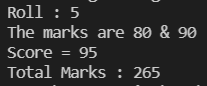 Roll : 5
The marks are 80 & 90
Score = 95
Total Marks : 265